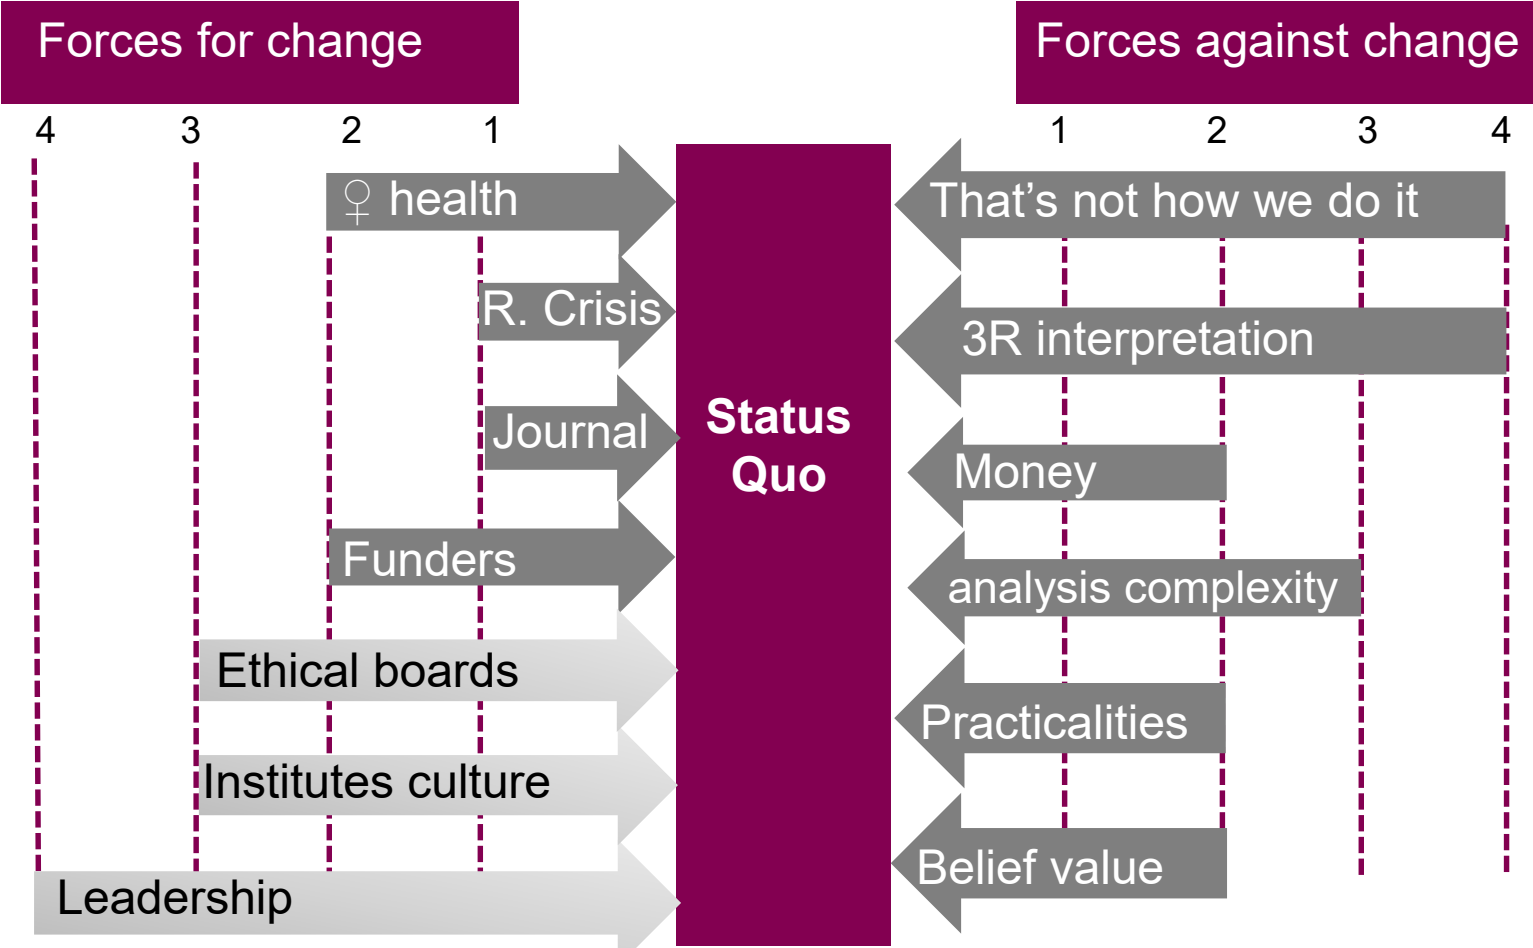 Forces for change
Forces against change
4 3 2 1
1 2 3 4
♀ health
R. Crisis
Journal
Funders
Ethical boards
Institutes culture
Leadership
Status
Quo
That’s not how we do it
3R interpretation
Money
analysis complexity
Practicalities
Belief value